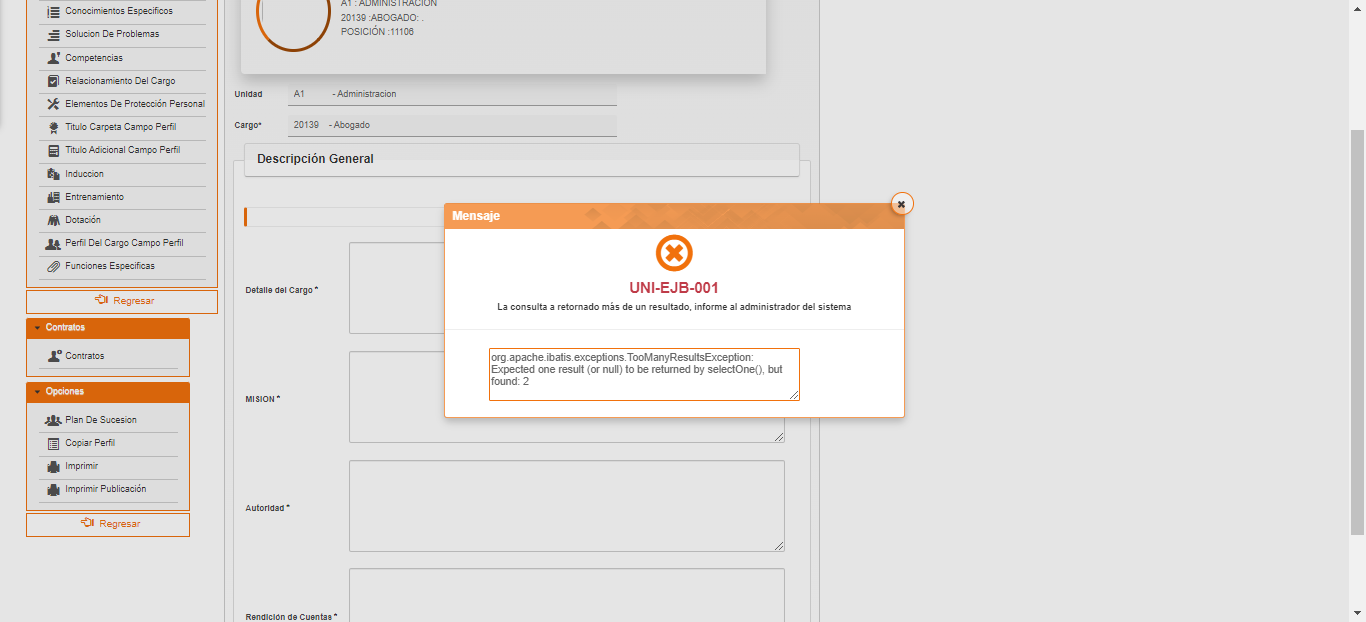 Conocimientos Especificos
Solucion De Problemas
Competencias
Relacionamiento Del Cargo
Elementos De Protección Personal
Titulo Carpeta Campo Perfil
Titulo Adicional Campo Perfil
Induccion
Entrenamiento
Dotación
Perfil Del Cargo Campo Perfil
Funciones Especificas
Regresar
Contratos
Contratos
Opciones
Plan De Sucesion
Copiar Perfil
Imprimir
Imprimir Publicación
Regresar
A1 : ADMINISTRACION
20139 :ABOGADO: .
POSICIÓN :11106
Unidad A1 - Administracion
Cargo* 20139 - Abogado
Descripción General
Detalle del Cargo *
MISION *
Autoridad *
Rendición de Cuentas *
Mensaje
UNI-EJB-001
La consulta a retornado más de un resultado, informe al administrador del sistema
org.apache.ibatis.exceptions.TooManyResultsException:
Expected one result (or null) to be returned by selectOne(), but
found: 2